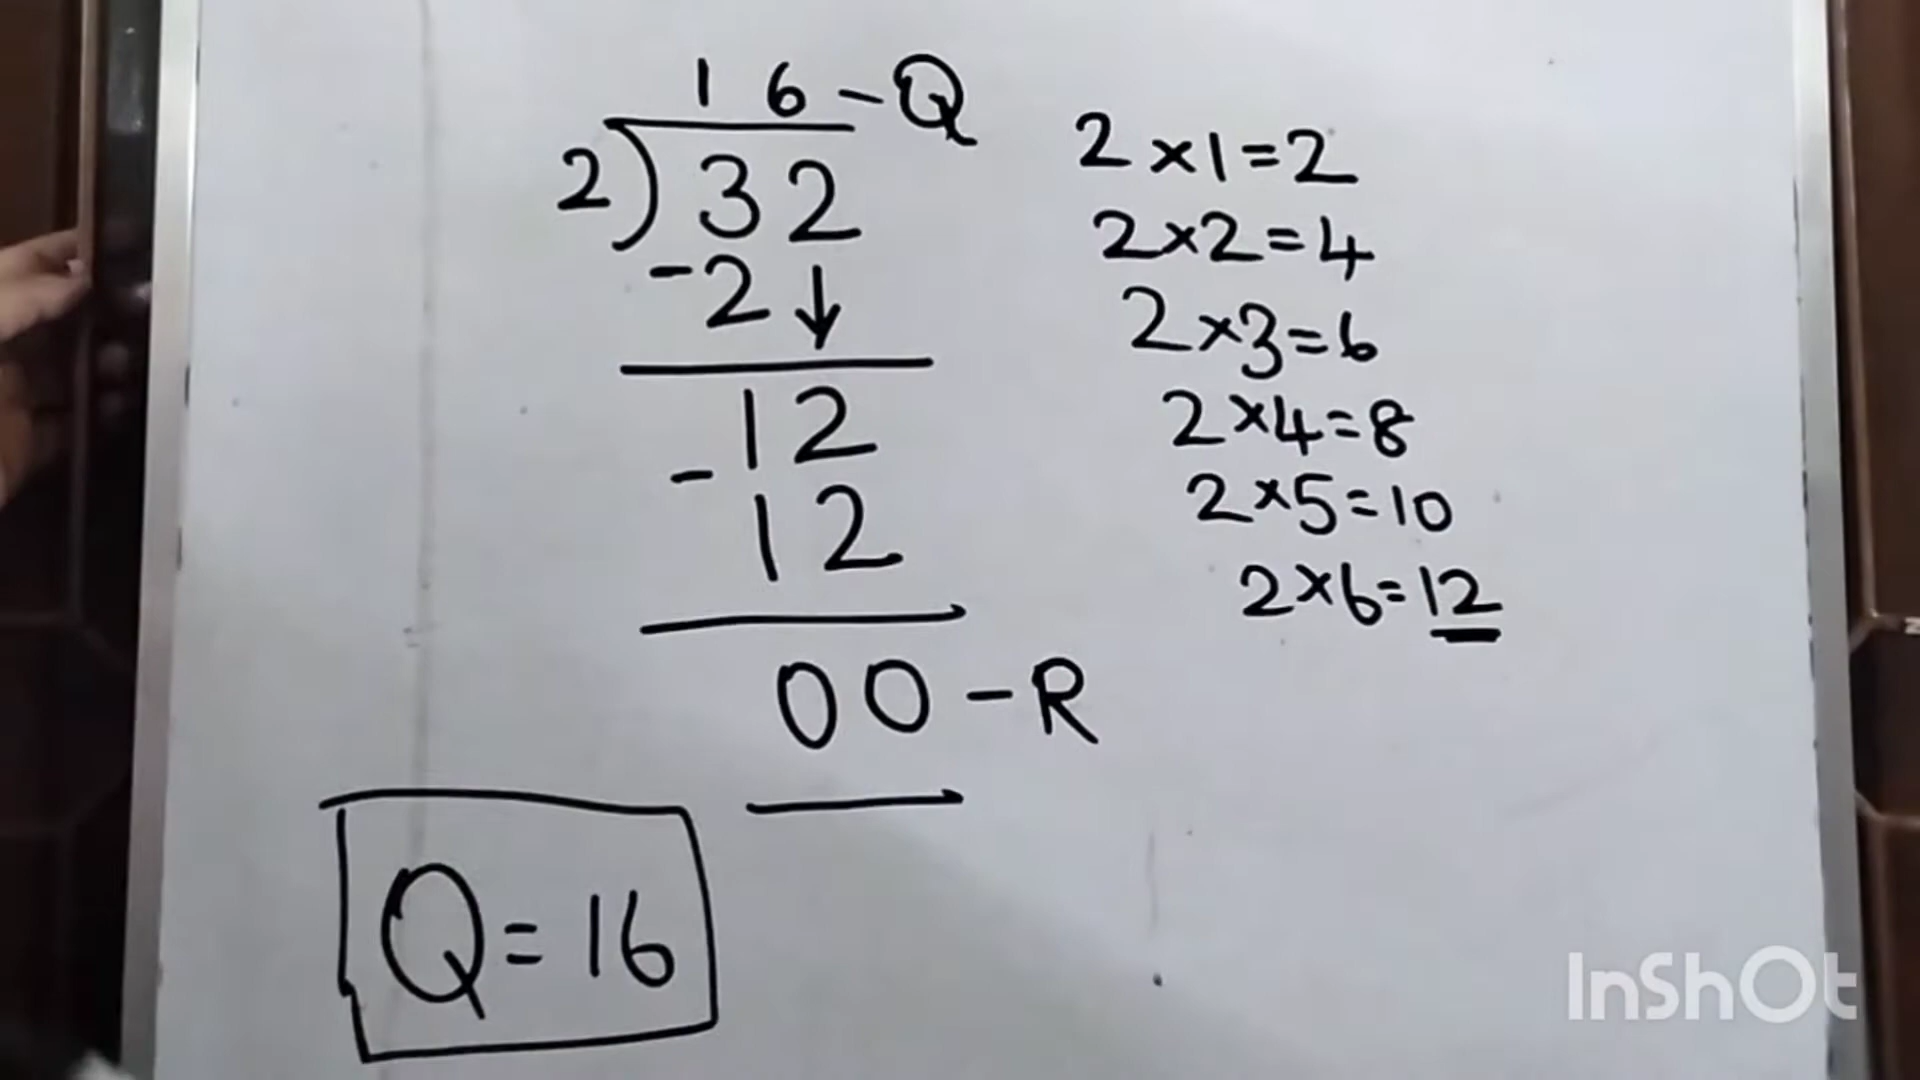 16-Q
2)32
-2↓
12
-12
00-R
Q=16
2×1=2
2×2=4
2×3=6
2×4=8
2×5=10
2×6=12
InShOt